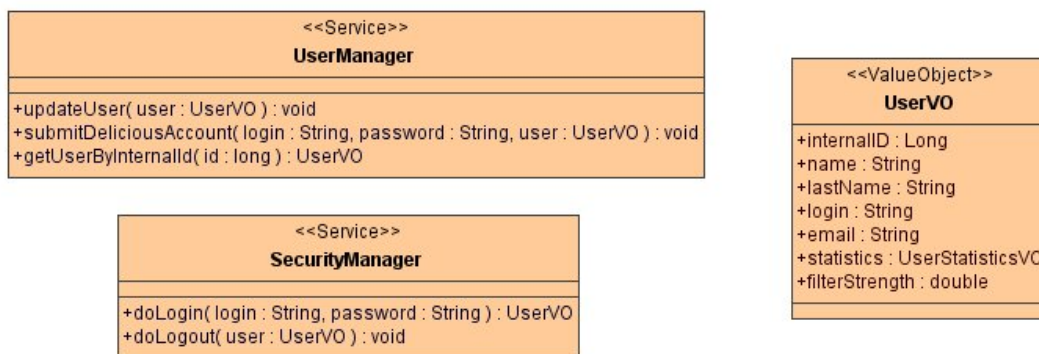 <<Service>>
UserManager
+updateUser( user : UserVO ) : void
+submitDeliciousAccount( login : String, password : String, user : UserVO ) : void
+getUserByInternalId( id : long ) : UserVO
<<Service>>
SecurityManager
+doLogin( login : String, password : String ) : UserVO
+doLogout( user : UserVO ) : void
<<ValueObject>>
UserVO
+internalID : Long
+name : String
+lastName : String
+login : String
+email : String
+statistics : UserStatisticsVO
+filterStrength : double